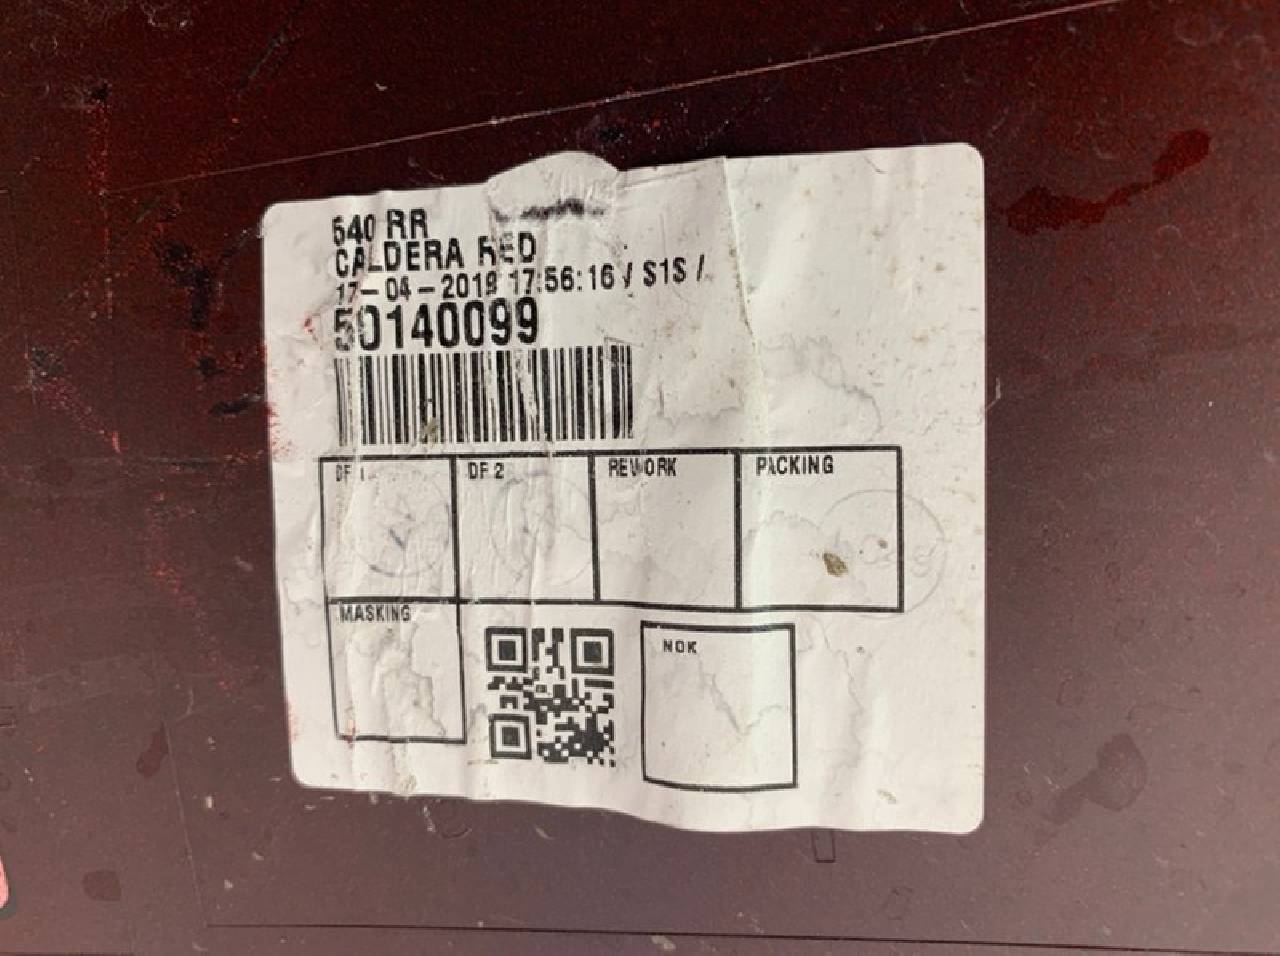 540 RR
CALDERA RED
17-04-2019 17:56:16 / S1S /
50140099
DF 1
DF 2
REWORK
PACKING
MASKING
NOK